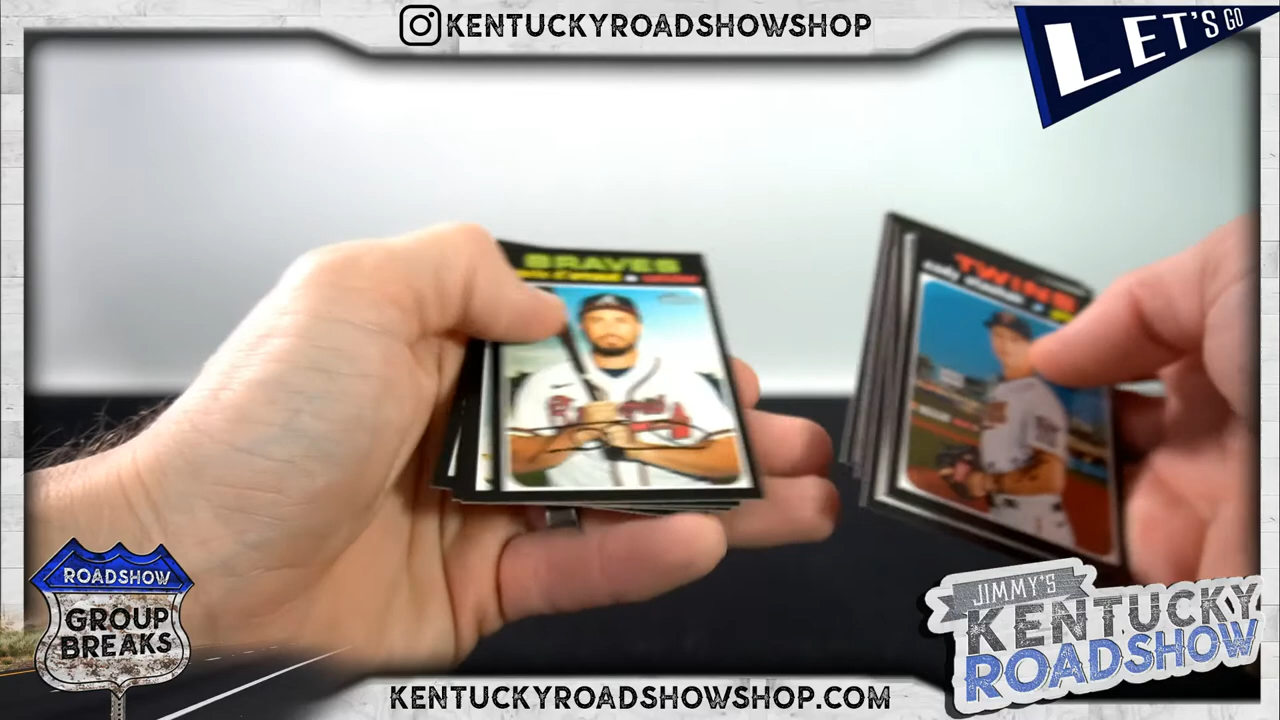 KENTUCKYROADSHOWSHOP
LET'S GO
BRAVES
TWINS
ROADSHOW
GROUP
BREAKS
JIMMY'S
KENTUCKY
ROADSHOW
KENTUCKYROADSHOWSHOP.COM